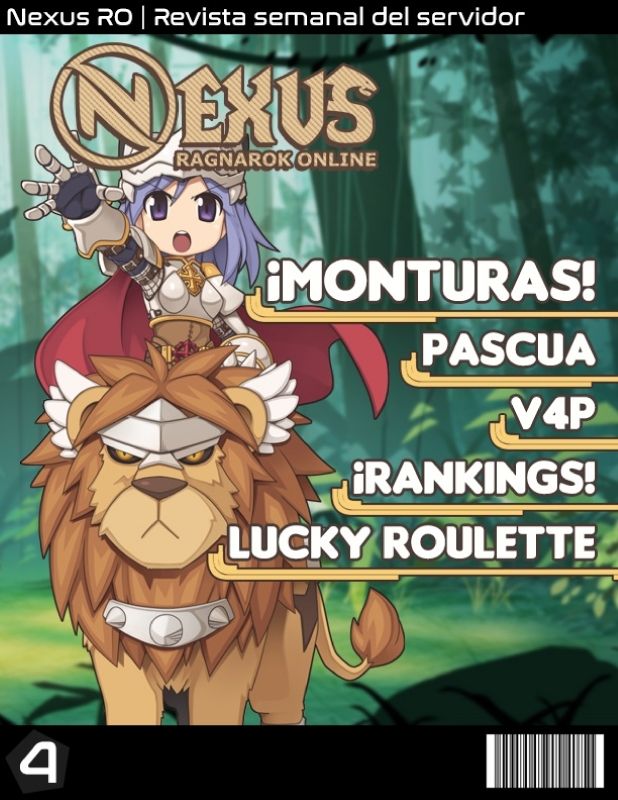 Nexus RO | Revista semanal del servidor
NEXUS
RAGNAROK ONLINE
¡MONTURAS!
PASCUA
V4P
¡RANKINGS!
LUCKY ROULETTE
4